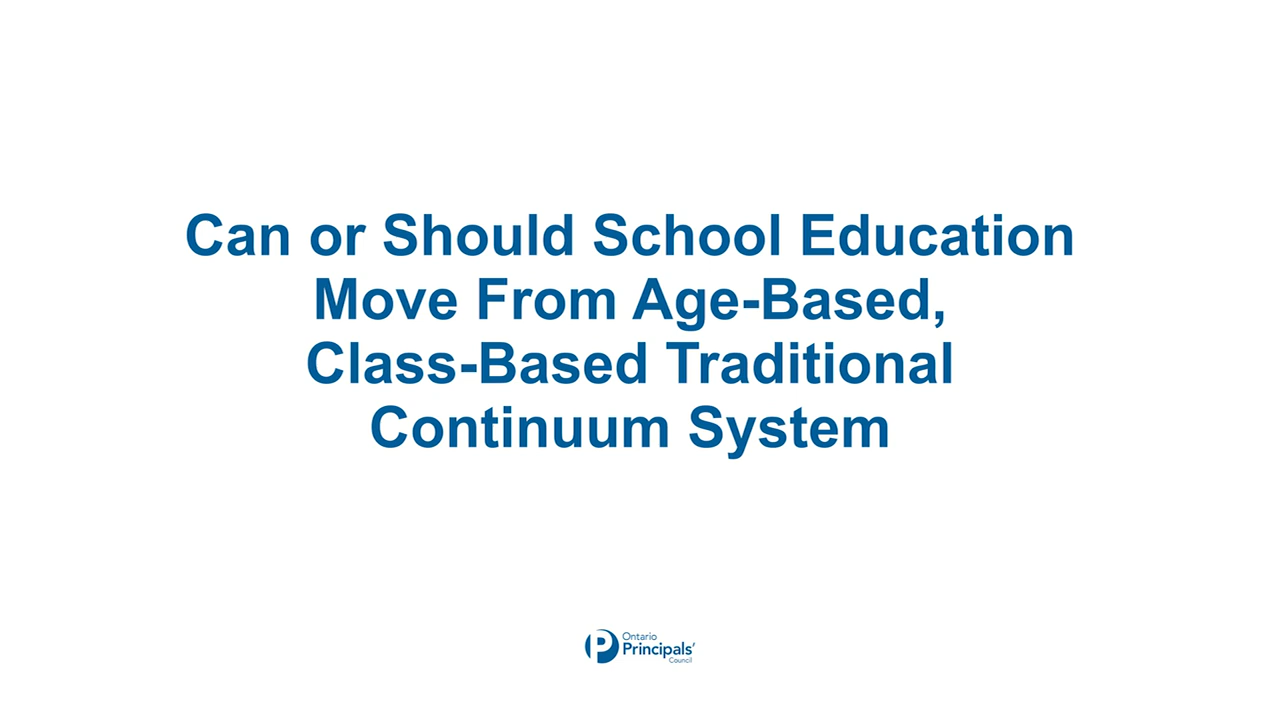 Can or Should School Education
Move From Age-Based,
Class-Based Traditional
Continuum System
Ontario
Principals'
Council